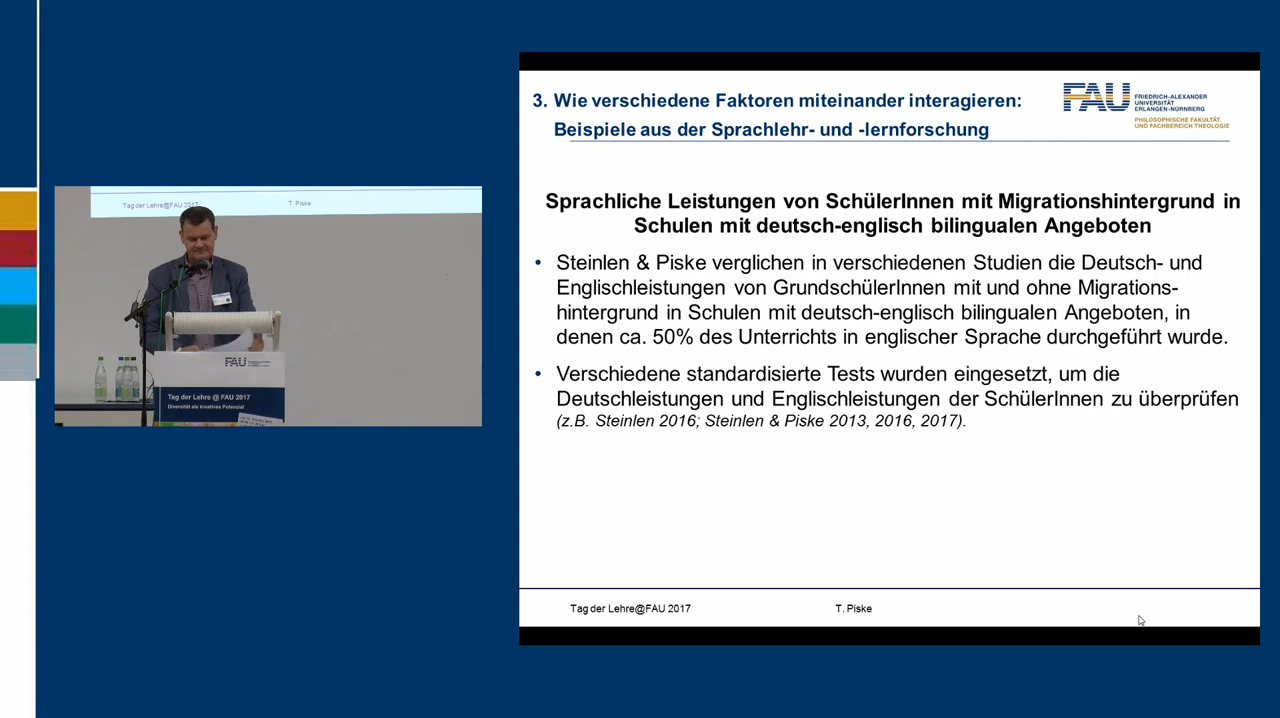 Tag der Lehre@FAU 2017
T. Piske
FAU
Tag der Lehre @ FAU 2017
Diversität als kreatives Potenzial
3. Wie verschiedene Faktoren miteinander interagieren:
Beispiele aus der Sprachlehr- und -lernforschung
FAU
FRIEDRICH-ALEXANDER
UNIVERSITÄT
ERLANGEN-NÜRNBERG
PHILOSOPHISCHE FAKULTÄT
UND FACHBEREICH THEOLOGIE
Sprachliche Leistungen von SchülerInnen mit Migrationshintergrund in
Schulen mit deutsch-englisch bilingualen Angeboten
• Steinlen & Piske verglichen in verschiedenen Studien die Deutsch- und
Englischleistungen von GrundschülerInnen mit und ohne Migrations-
hintergrund in Schulen mit deutsch-englisch bilingualen Angeboten, in
denen ca. 50% des Unterrichts in englischer Sprache durchgeführt wurde.
• Verschiedene standardisierte Tests wurden eingesetzt, um die
Deutschleistungen und Englischleistungen der SchülerInnen zu überprüfen
(z.B. Steinlen 2016; Steinlen & Piske 2013, 2016, 2017).
Tag der Lehre@FAU 2017
T. Piske